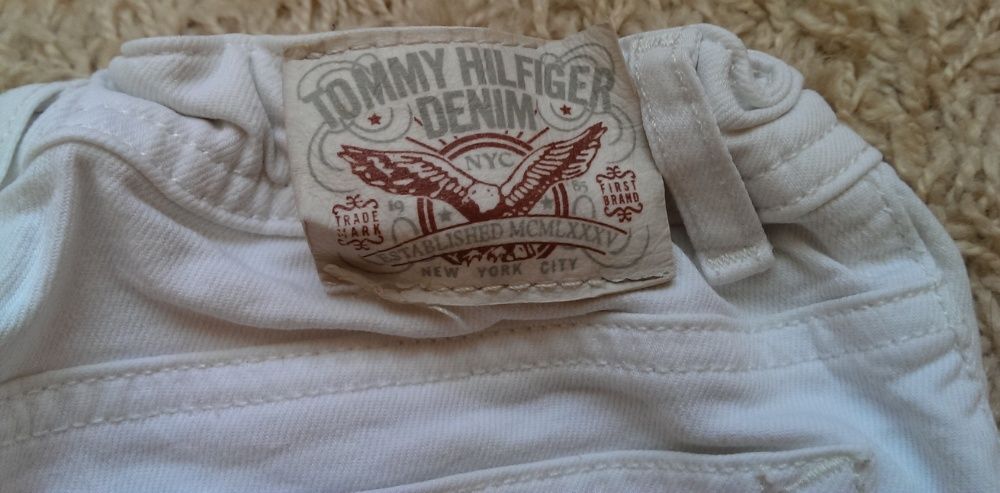 TOMMY HILFIGER
DENIM
NYC
19 85
TRADE
MARK
FIRST
BRAND
ESTABLISHED MCMLXXXV
NEW YORK CITY